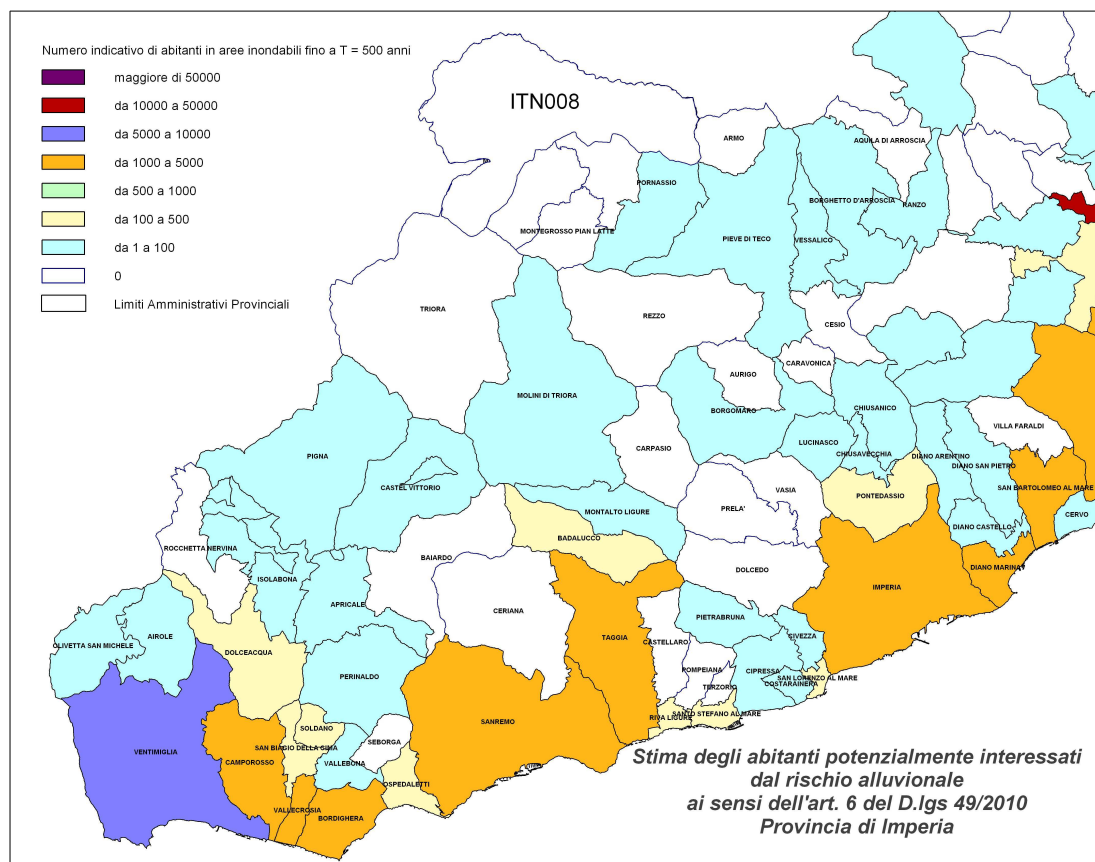 Numero indicativo di abitanti in aree inondabili fino a T = 500 anni
maggiore di 50000
da 10000 a 50000
da 5000 a 10000
da 1000 a 5000
da 500 a 1000
da 100 a 500
da 1 a 100
0
Limiti Amministrativi Provinciali
ITN008
ARMO
AQUILA DI ARROSCIA
PORNASSIO
BORGHETTO D'ARROSCIA
RANZO
MONTEGROSSO PIAN LATTE
PIEVE DI TECO
VESSALICO
TRIORA
REZZO
CESIO
CARAVONICA
AURIGO
MOLINI DI TRIORA
BORGOMARO
CHIUSANICO
VILLA FARALDI
LUCINASCO
CARPASIO
CHIUSAVECCHIA
DIANO ARENTINO
PIGNA
DIANO SAN PIETRO
CASTEL VITTORIO
VASIA
SAN BARTOLOMEO AL MARE
PONTEDASSIO
PRELA'
MONTALTO LIGURE
CERVO
DIANO CASTELLO
BADALUCCO
ROCCHETTA NERVINA
BAIARDO
DOLCEDO
DIANO MARINA
ISOLABONA
IMPERIA
APRICALE
CERIANA
PIETRABRUNA
AIROLE
TAGGIA
CASTELLARO
CIVEZZA
OLIVETTA SAN MICHELE
DOLCEACQUA
POMPEIANA
CIPRESSA
PERINALDO
SAN LORENZO AL MARE
COSTARAINERA
TERZORIO
SANTO STEFANO AL MARE
RIVA LIGURE
SANREMO
SOLDANO
SEBORGA
SAN BIAGIO DELLA CIMA
VENTIMIGLIA
CAMPOROSSO
VALLEBONA
OSPEDALETTI
VALLECROSIA
BORDIGHERA
Stima degli abitanti potenzialmente interessati
dal rischio alluvionale
ai sensi dell'art. 6 del D.lgs 49/2010
Provincia di Imperia